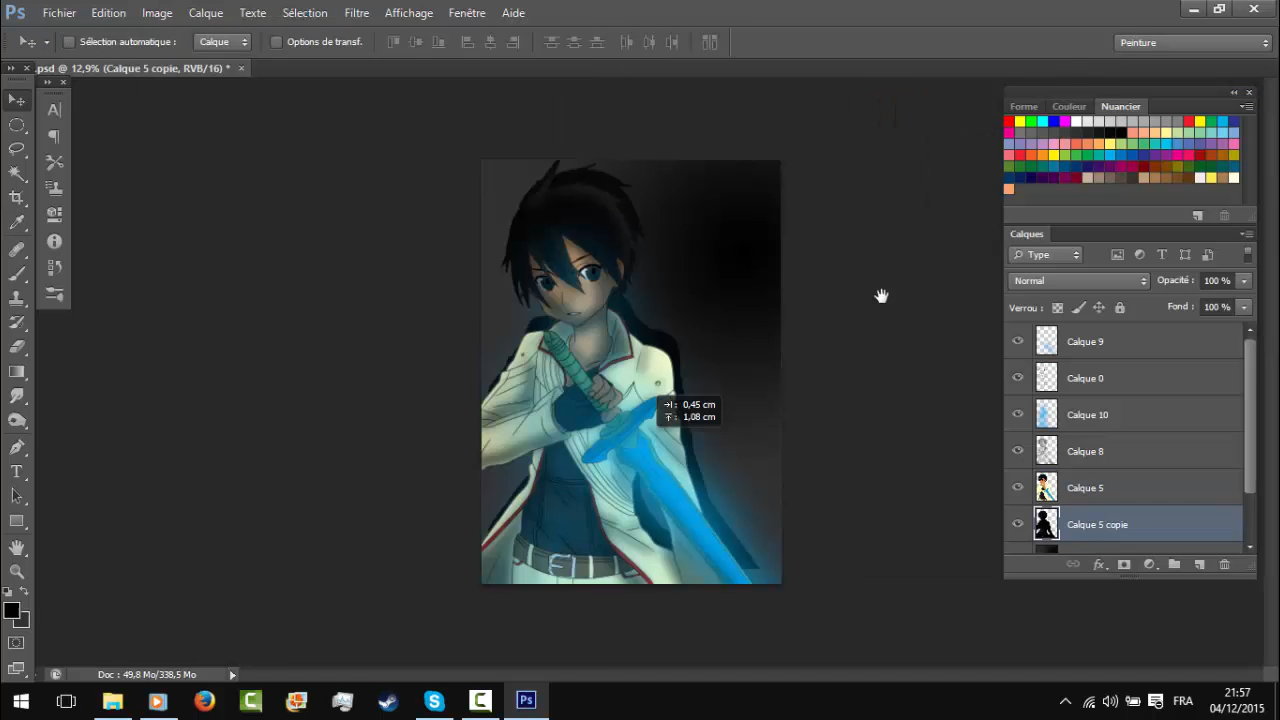 Ps Fichier Edition Image Calque Texte Sélection Filtre Affichage Fenêtre Aide
Sélection automatique : Calque Options de transf. Peinture
.psd @ 12,9% (Calque 5 copie, RVB/16) *
Forme Couleur Nuancier
Calques
Type
Normal Opacité : 100 %
Verrou : Fond : 100 %
Calque 9
Calque 0
0,45 cm
1,08 cm
Calque 10
Calque 8
Calque 5
Calque 5 copie
Doc : 49,8 Mo/338,5 Mo
FRA
21:57
04/12/2015